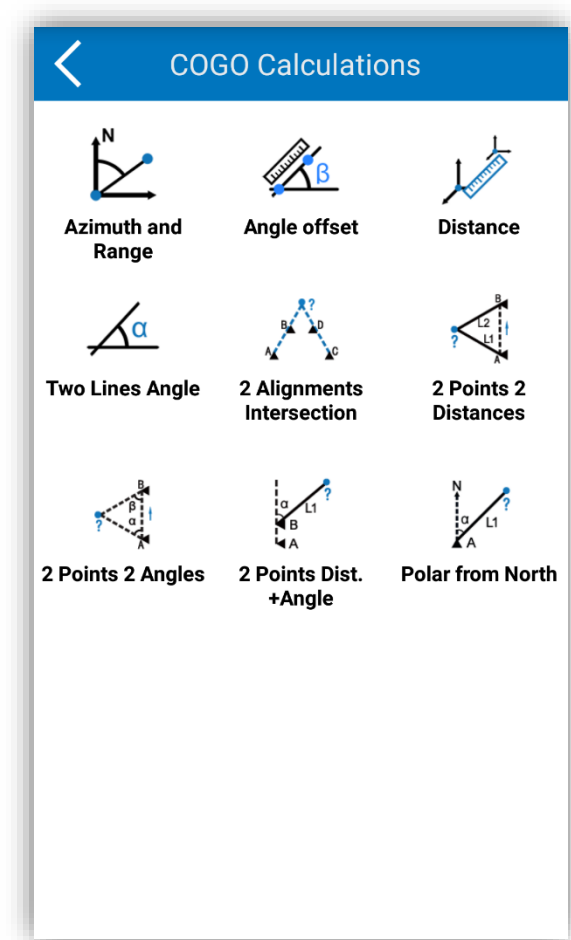 COGO Calculations
N
β
Azimuth and
Range
Angle offset
Distance
α
?
B D
A C
B
L2
?
L1
A
Two Lines Angle
2 Alignments
Intersection
2 Points 2
Distances
B
β
?
α
A
α
L1
?
B
A
N
?
α
L1
A
2 Points 2 Angles
2 Points Dist.
+Angle
Polar from North